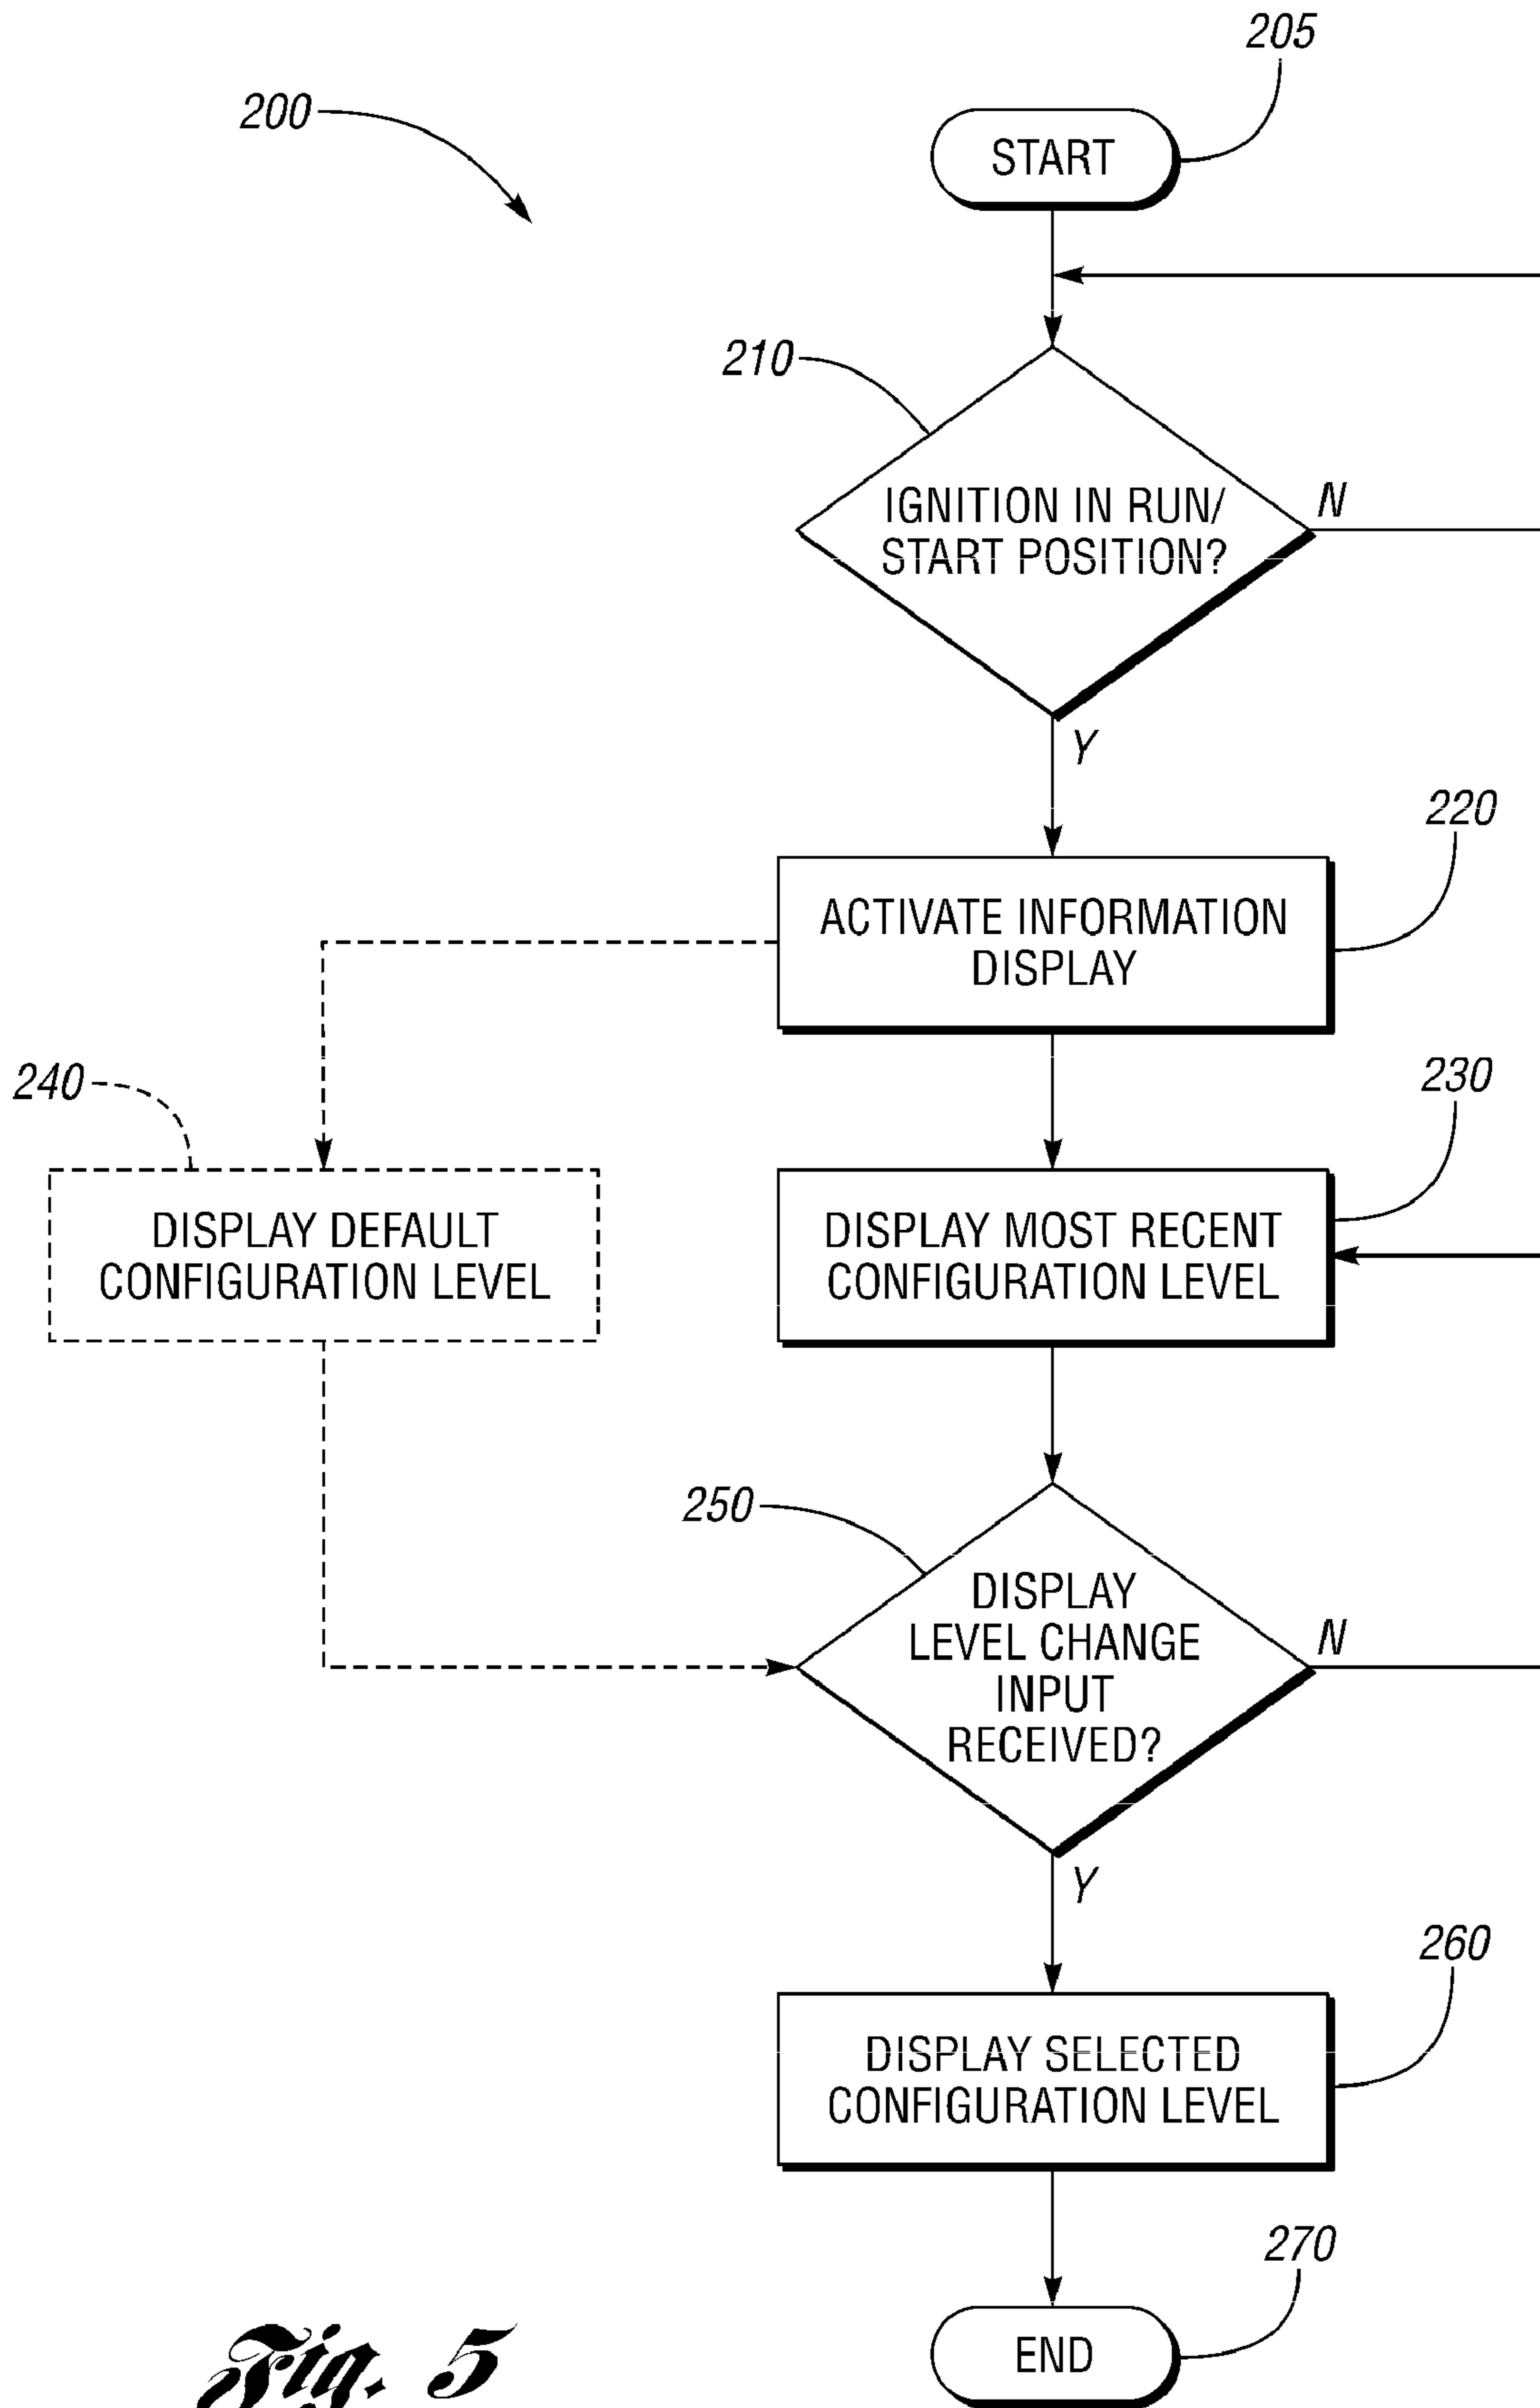 205
200
START
210
IGNITION IN RUN/
START POSITION?
N
Y
220
ACTIVATE INFORMATION
DISPLAY
240
230
DISPLAY DEFAULT
CONFIGURATION LEVEL
DISPLAY MOST RECENT
CONFIGURATION LEVEL
250
DISPLAY
LEVEL CHANGE
INPUT
RECEIVED?
N
Y
260
DISPLAY SELECTED
CONFIGURATION LEVEL
270
END
Fig. 5